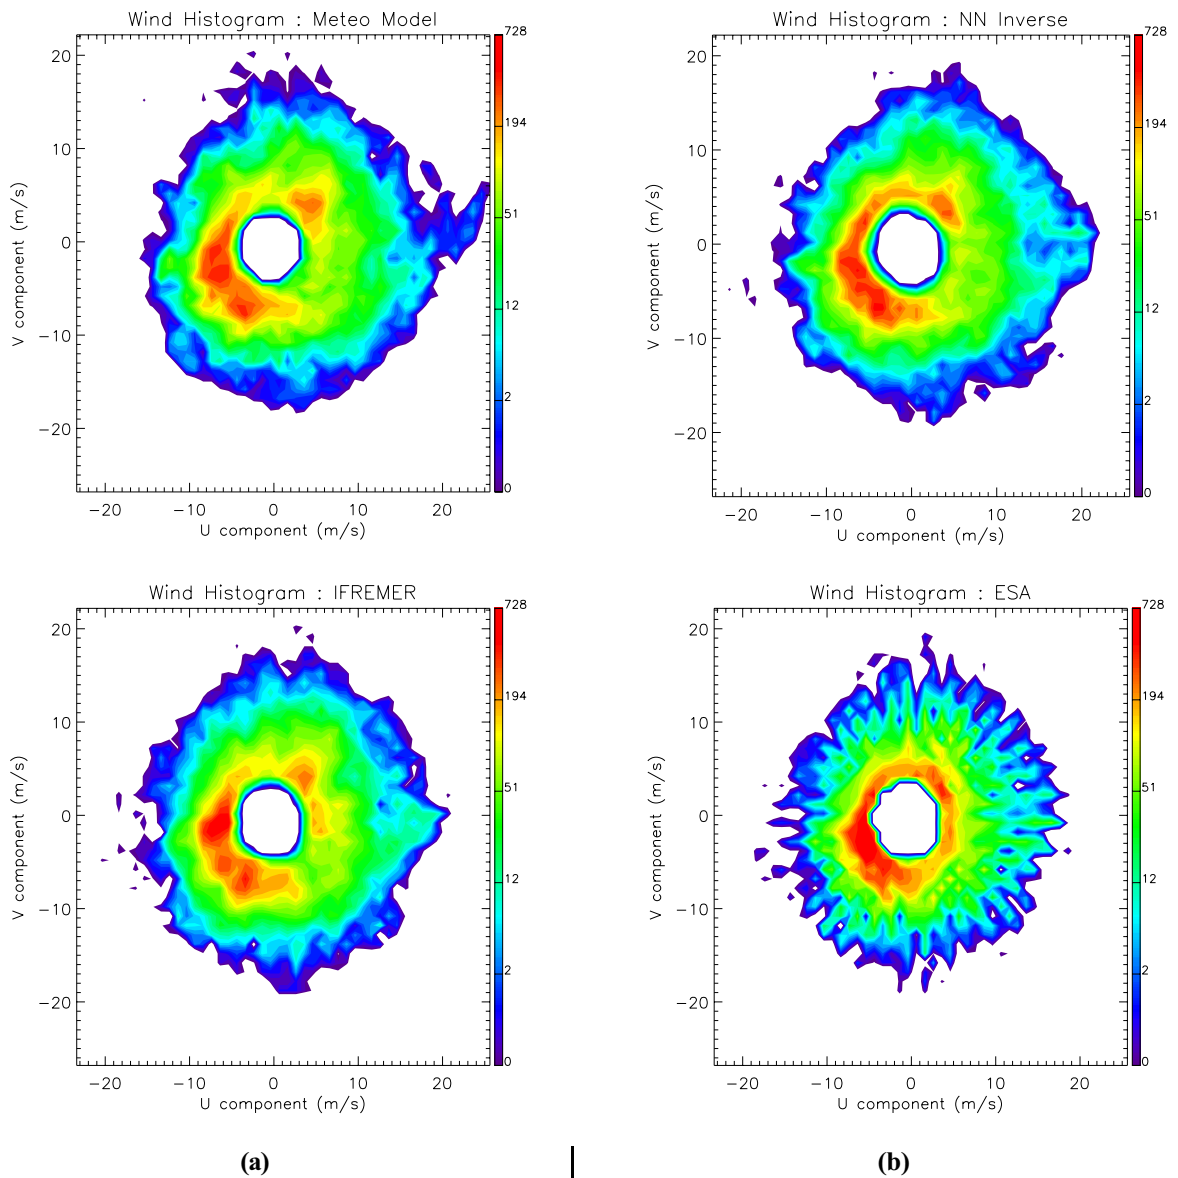 Wind Histogram : Meteo Model
728
194
51
12
2
0
20
10
0
−10
−20
V component (m/s)
−20 −10 0 10 20
U component (m/s)
Wind Histogram : NN Inverse
728
194
51
12
2
0
20
10
0
−10
−20
V component (m/s)
−20 −10 0 10 20
U component (m/s)
Wind Histogram : IFREMER
728
194
51
12
2
0
20
10
0
−10
−20
V component (m/s)
−20 −10 0 10 20
U component (m/s)
Wind Histogram : ESA
728
194
51
12
2
0
20
10
0
−10
−20
V component (m/s)
−20 −10 0 10 20
U component (m/s)
(a)
(b)